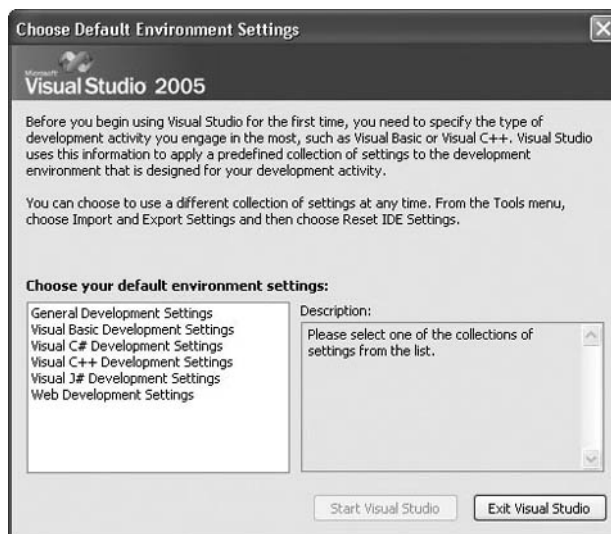 Choose Default Environment Settings
Microsoft
Visual Studio 2005
Before you begin using Visual Studio for the first time, you need to specify the type of
development activity you engage in the most, such as Visual Basic or Visual C++. Visual Studio
uses this information to apply a predefined collection of settings to the development
environment that is designed for your development activity.
You can choose to use a different collection of settings at any time. From the Tools menu,
choose Import and Export Settings and then choose Reset IDE Settings.
Choose your default environment settings:
General Development Settings
Visual Basic Development Settings
Visual C# Development Settings
Visual C++ Development Settings
Visual J# Development Settings
Web Development Settings
Description:
Please select one of the collections of
settings from the list.
Start Visual Studio
Exit Visual Studio